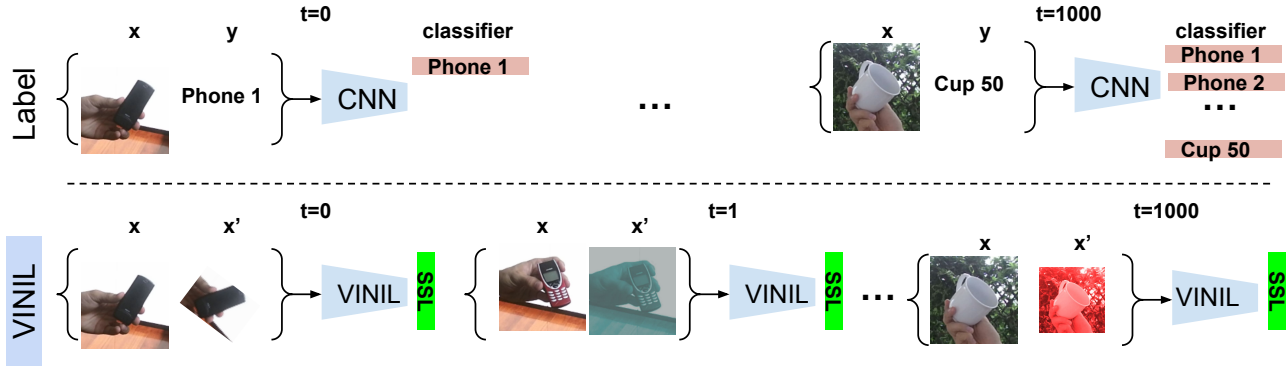 t=0
t=1000
x
y
classifier
x
y
classifier
Label
Phone 1
CNN
Phone 1
...
Cup 50
CNN
Phone 1
Phone 2
...
Cup 50
t=0
t=1
t=1000
x
x'
x
x'
x
x'
VINIL
VINIL
SSL
VINIL
SSL
...
VINIL
SSL